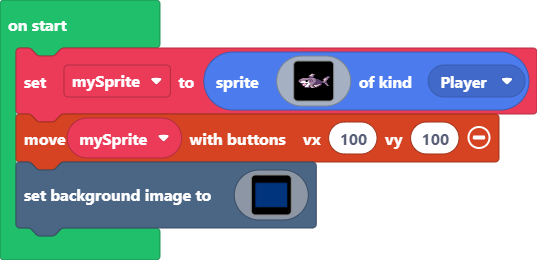 on start
set mySprite to sprite of kind Player
move mySprite with buttons vx 100 vy 100
set background image to